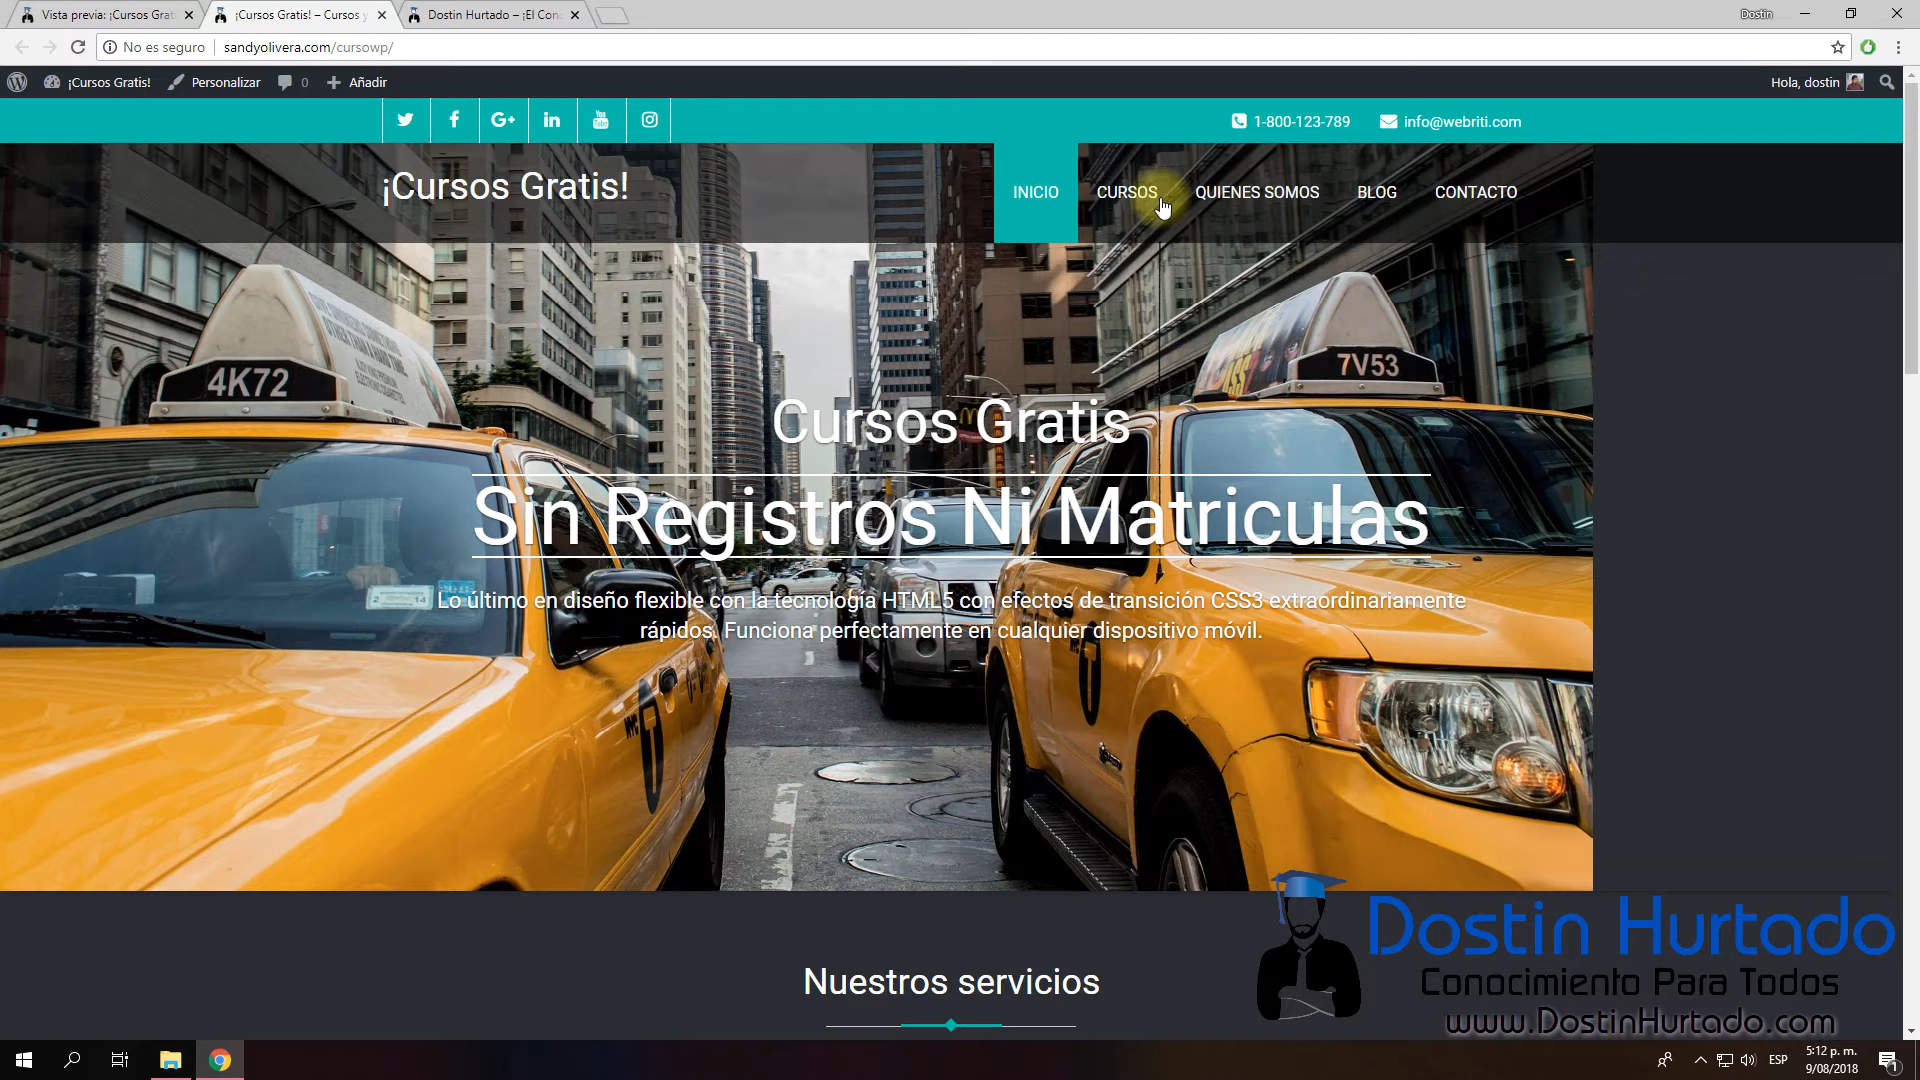 Vista previa: ¡Cursos Grat
¡Cursos Gratis! – Cursos y
Dostin Hurtado – ¡El Con
Dostin
No es seguro
sandyolivera.com/cursowp/
¡Cursos Gratis!
Personalizar
0
Añadir
Hola, dostin
You
Tube
1-800-123-789
info@webriti.com
¡Cursos Gratis!
INICIO
CURSOS
QUIENES SOMOS
BLOG
CONTACTO
4K72
7V53
Cursos Gratis
Sin Registros Ni Matriculas
Lo último en diseño flexible con la tecnología HTML5 con efectos de transición CSS3 extraordinariamente
rápidos. Funciona perfectamente en cualquier dispositivo móvil.
NYC T
Nuestros servicios
Dostin Hurtado
Conocimiento Para Todos
www.DostinHurtado.com
ESP
5:12 p. m.
9/08/2018
1